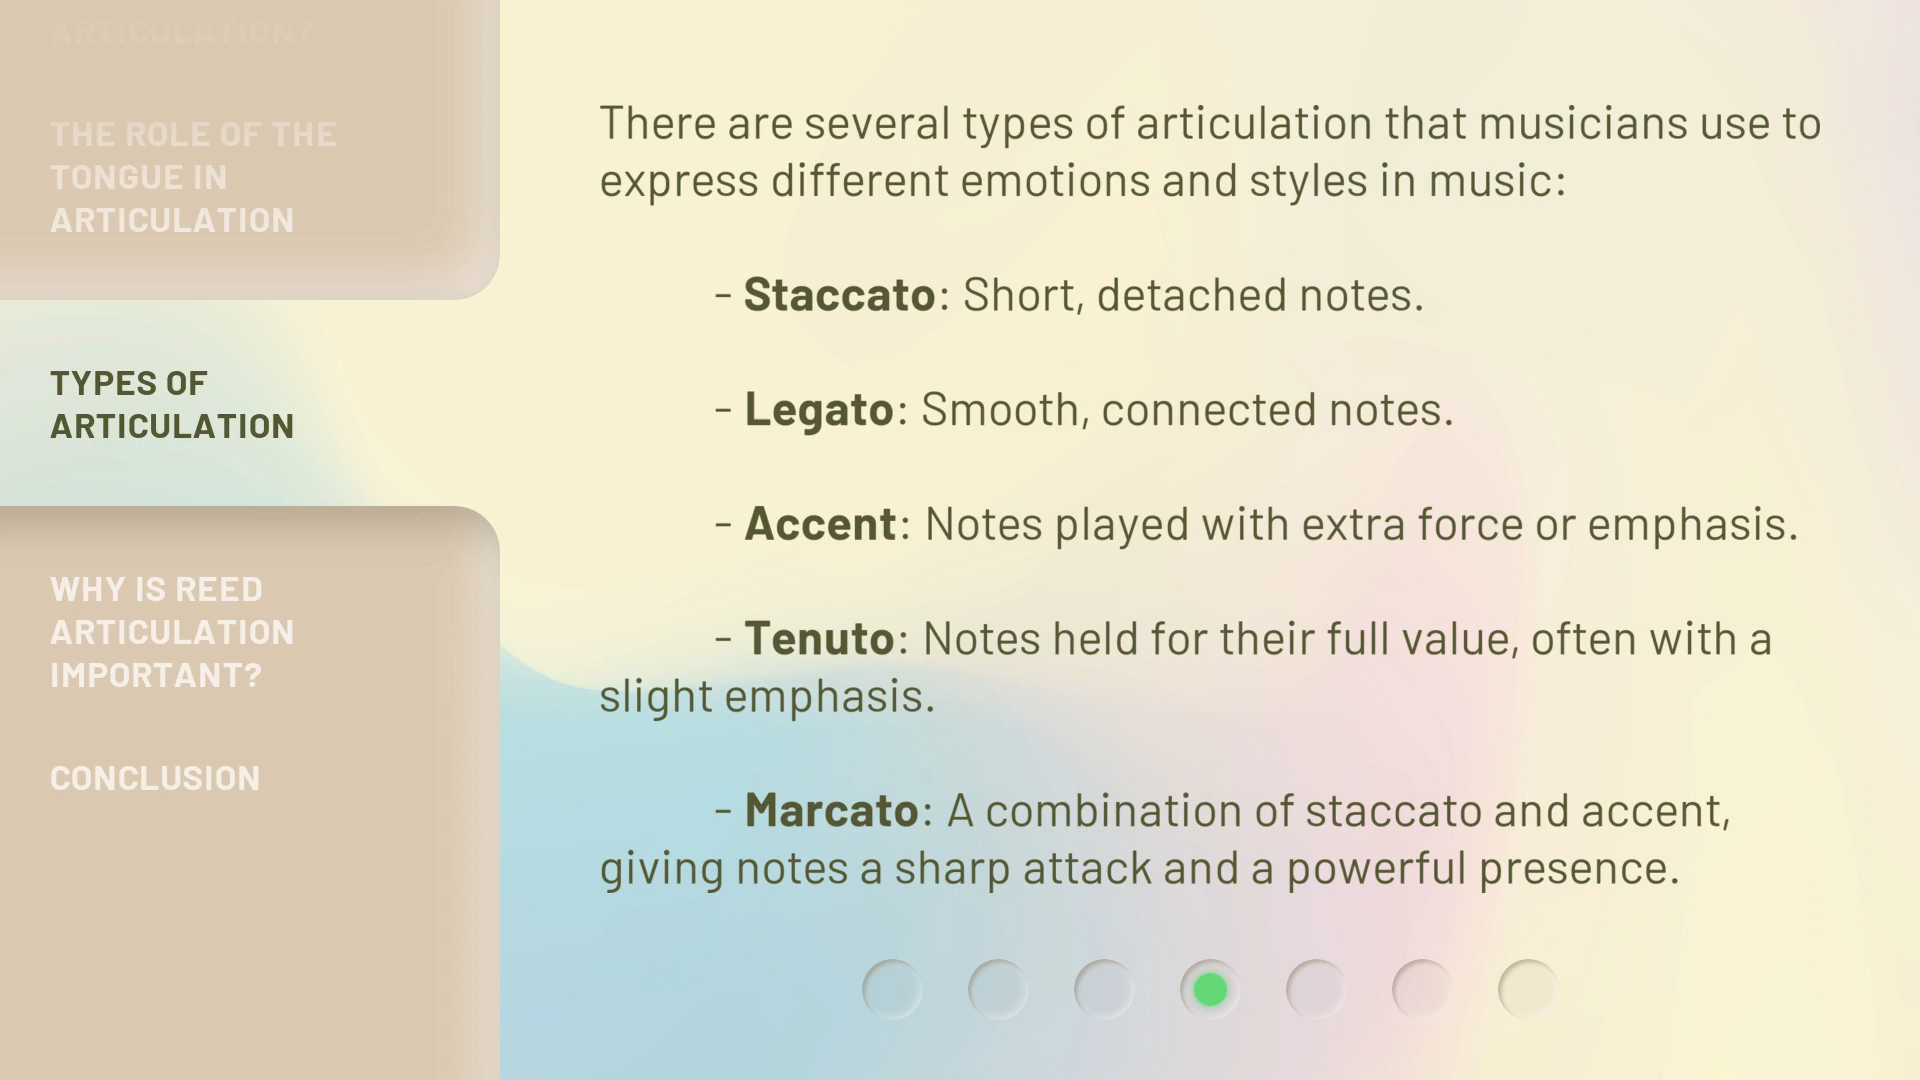 ARTICULATION?
THE ROLE OF THE
TONGUE IN
ARTICULATION
TYPES OF
ARTICULATION
WHY IS REED
ARTICULATION
IMPORTANT?
CONCLUSION
There are several types of articulation that musicians use to
express different emotions and styles in music:
- Staccato: Short, detached notes.
- Legato: Smooth, connected notes.
- Accent: Notes played with extra force or emphasis.
- Tenuto: Notes held for their full value, often with a
slight emphasis.
- Marcato: A combination of staccato and accent,
giving notes a sharp attack and a powerful presence.